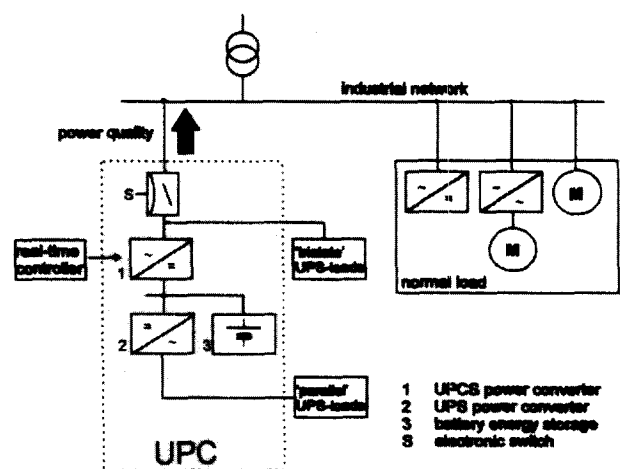 industrial network
power quality
S
real-time
controller
1
'tristate'
UPS-loads
~
=
~
=
~
~
M
M
normal load
2
=
~
3
'parallel'
UPS-loads
UPC
1 UPCS power converter
2 UPS power converter
3 battery energy storage
S electronic switch